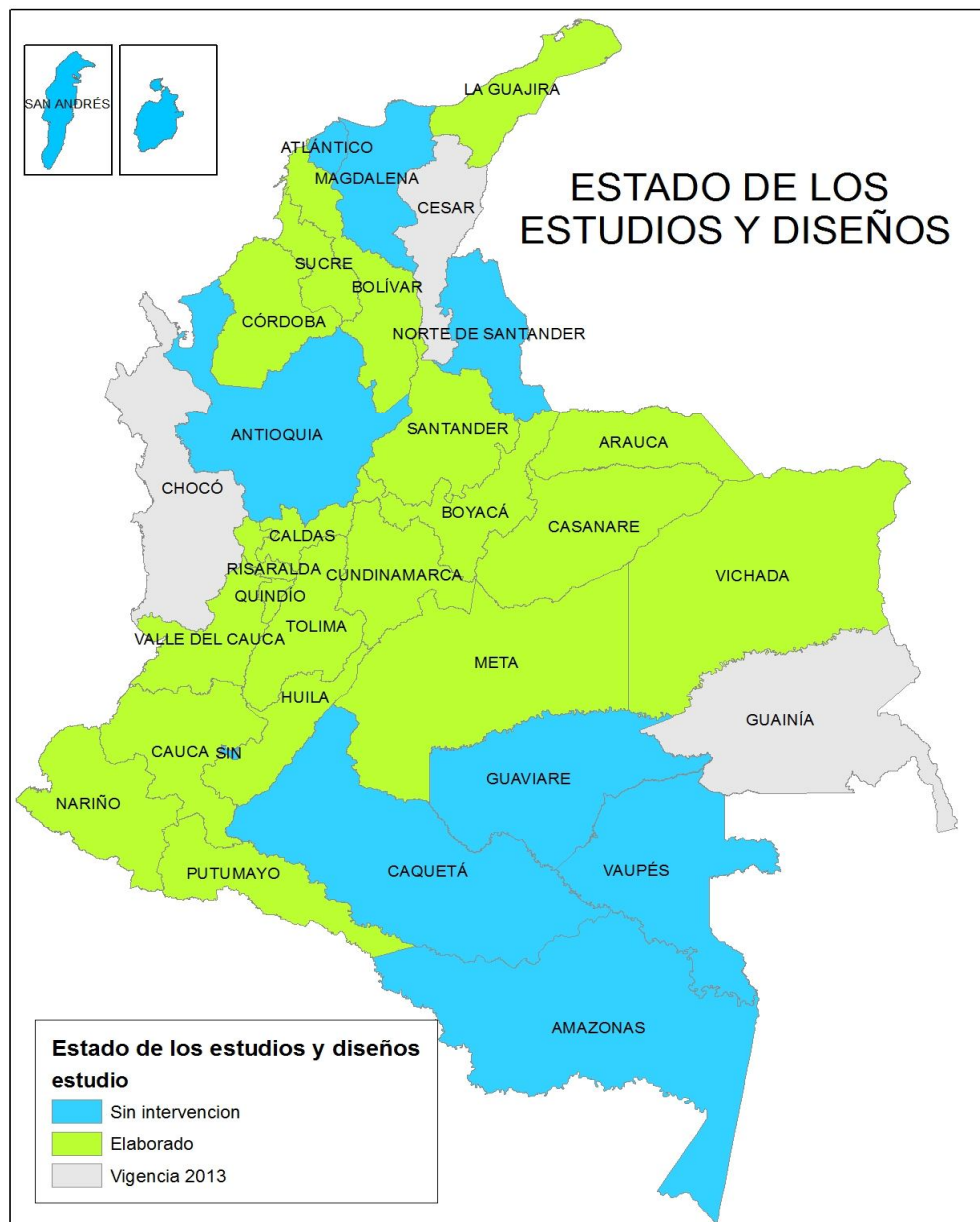 SAN ANDRÉS
LA GUAJIRA
ATLÁNTICO
MAGDALENA
CESAR
ESTADO DE LOS
ESTUDIOS Y DISEÑOS
SUCRE
BOLÍVAR
CÓRDOBA
NORTE DE SANTANDER
ANTIOQUIA
SANTANDER
ARAUCA
CHOCÓ
BOYACÁ
CASANARE
CALDAS
RISARALDA
CUNDINAMARCA
VICHADA
QUINDÍO
TOLIMA
VALLE DEL CAUCA
META
HUILA
GUAINÍA
CAUCA
SIN
GUAVIARE
NARIÑO
PUTUMAYO
CAQUETÁ
VAUPÉS
AMAZONAS
Estado de los estudios y diseños
estudio
Sin intervencion
Elaborado
Vigencia 2013